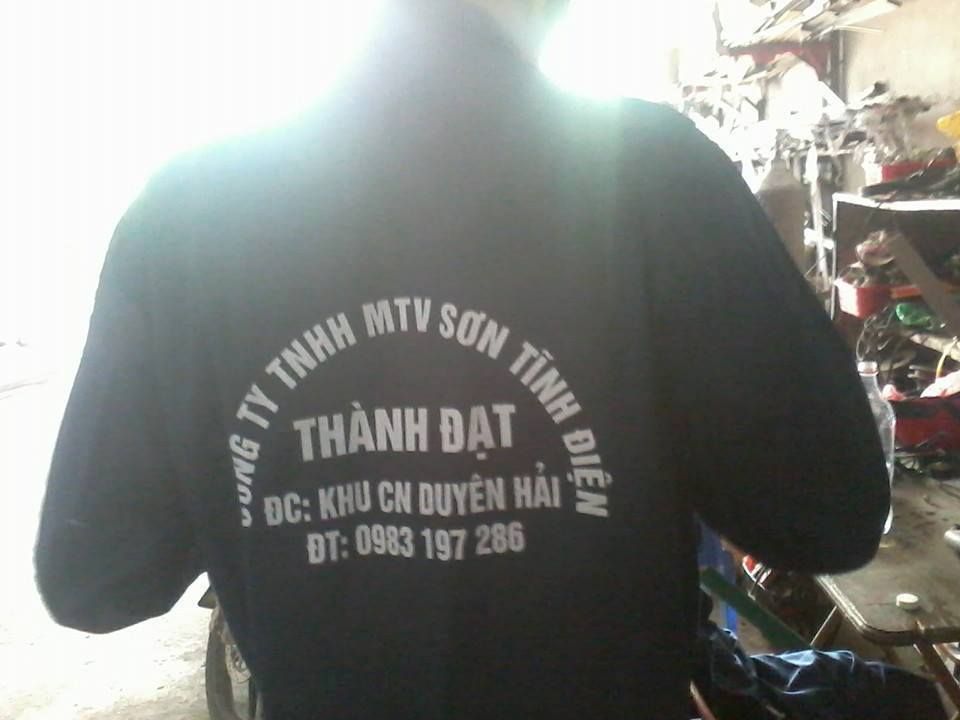 CÔNG TY TNHH MTV SƠN TĨNH ĐIỆN
THÀNH ĐẠT
ĐC: KHU CN DUYÊN HẢI
ĐT: 0983 197 286